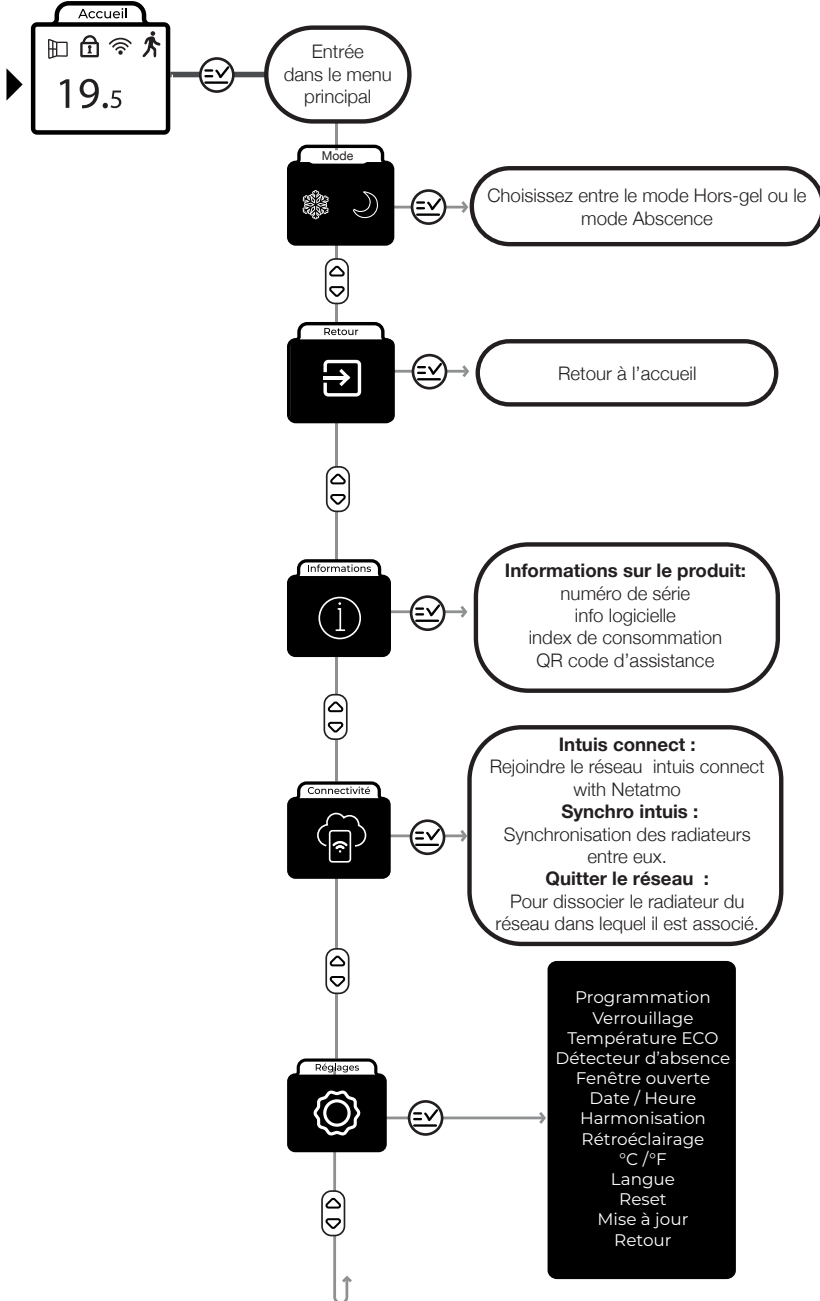 Accueil
19.5
Entrée
dans le menu
principal
Mode
Choisissez entre le mode Hors-gel ou le
mode Abscence
Retour
Retour à l'accueil
Informations
Informations sur le produit:
numéro de série
info logicielle
index de consommation
QR code d'assistance
Connectivité
Intuis connect :
Rejoindre le réseau intuis connect
with Netatmo
Synchro intuis :
Synchronisation des radiateurs
entre eux.
Quitter le réseau :
Pour dissocier le radiateur du
réseau dans lequel il est associé.
Réglages
Programmation
Verrouillage
Température ECO
Détecteur d'absence
Fenêtre ouverte
Date / Heure
Harmonisation
Rétroéclairage
°C /°F
Langue
Reset
Mise à jour
Retour